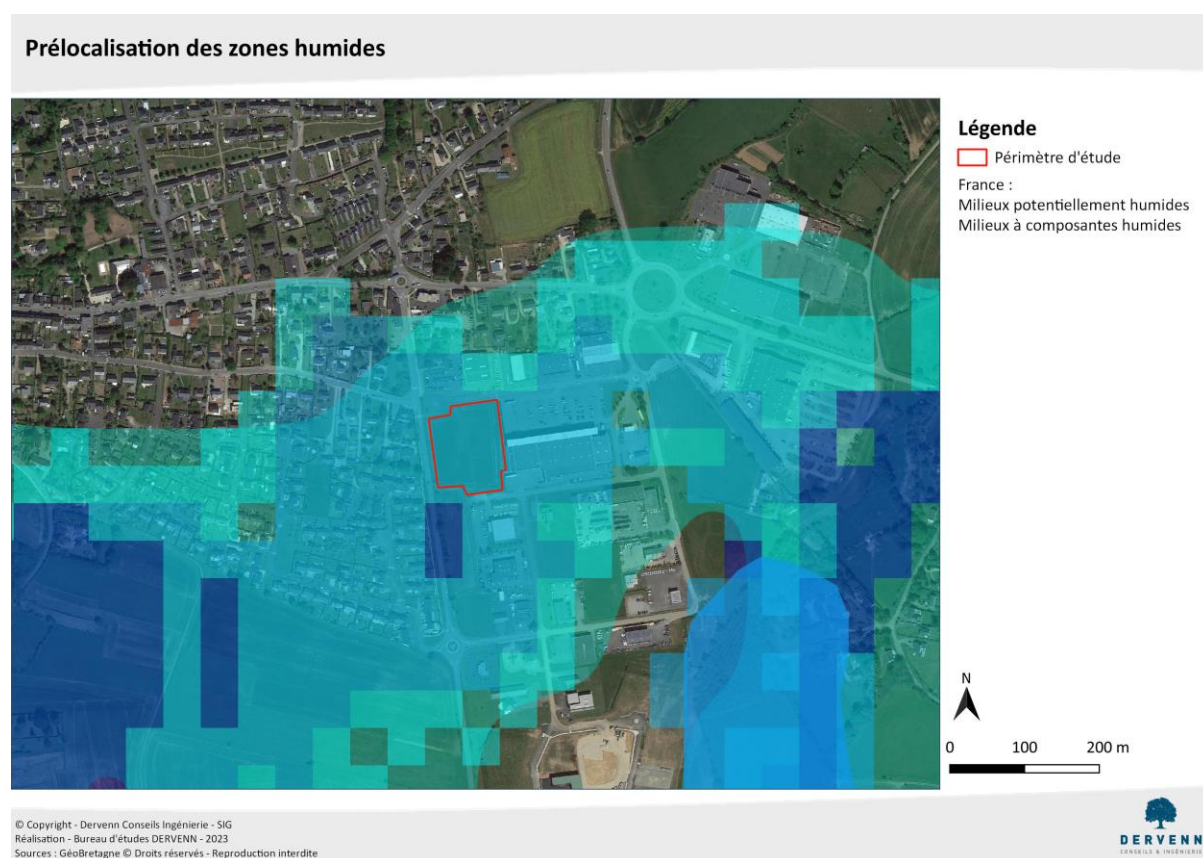 Prélocalisation des zones humides
Légende
Périmètre d'étude
France :
Milieux potentiellement humides
Milieux à composantes humides
N
0 100 200 m
© Copyright - Dervenn Conseils Ingénierie - SIG
Réalisation - Bureau d'études DERVENN - 2023
Sources : GéoBretagne © Droits réservés - Reproduction interdite
DERVENN
CONSEILS & INGÉNIERIE